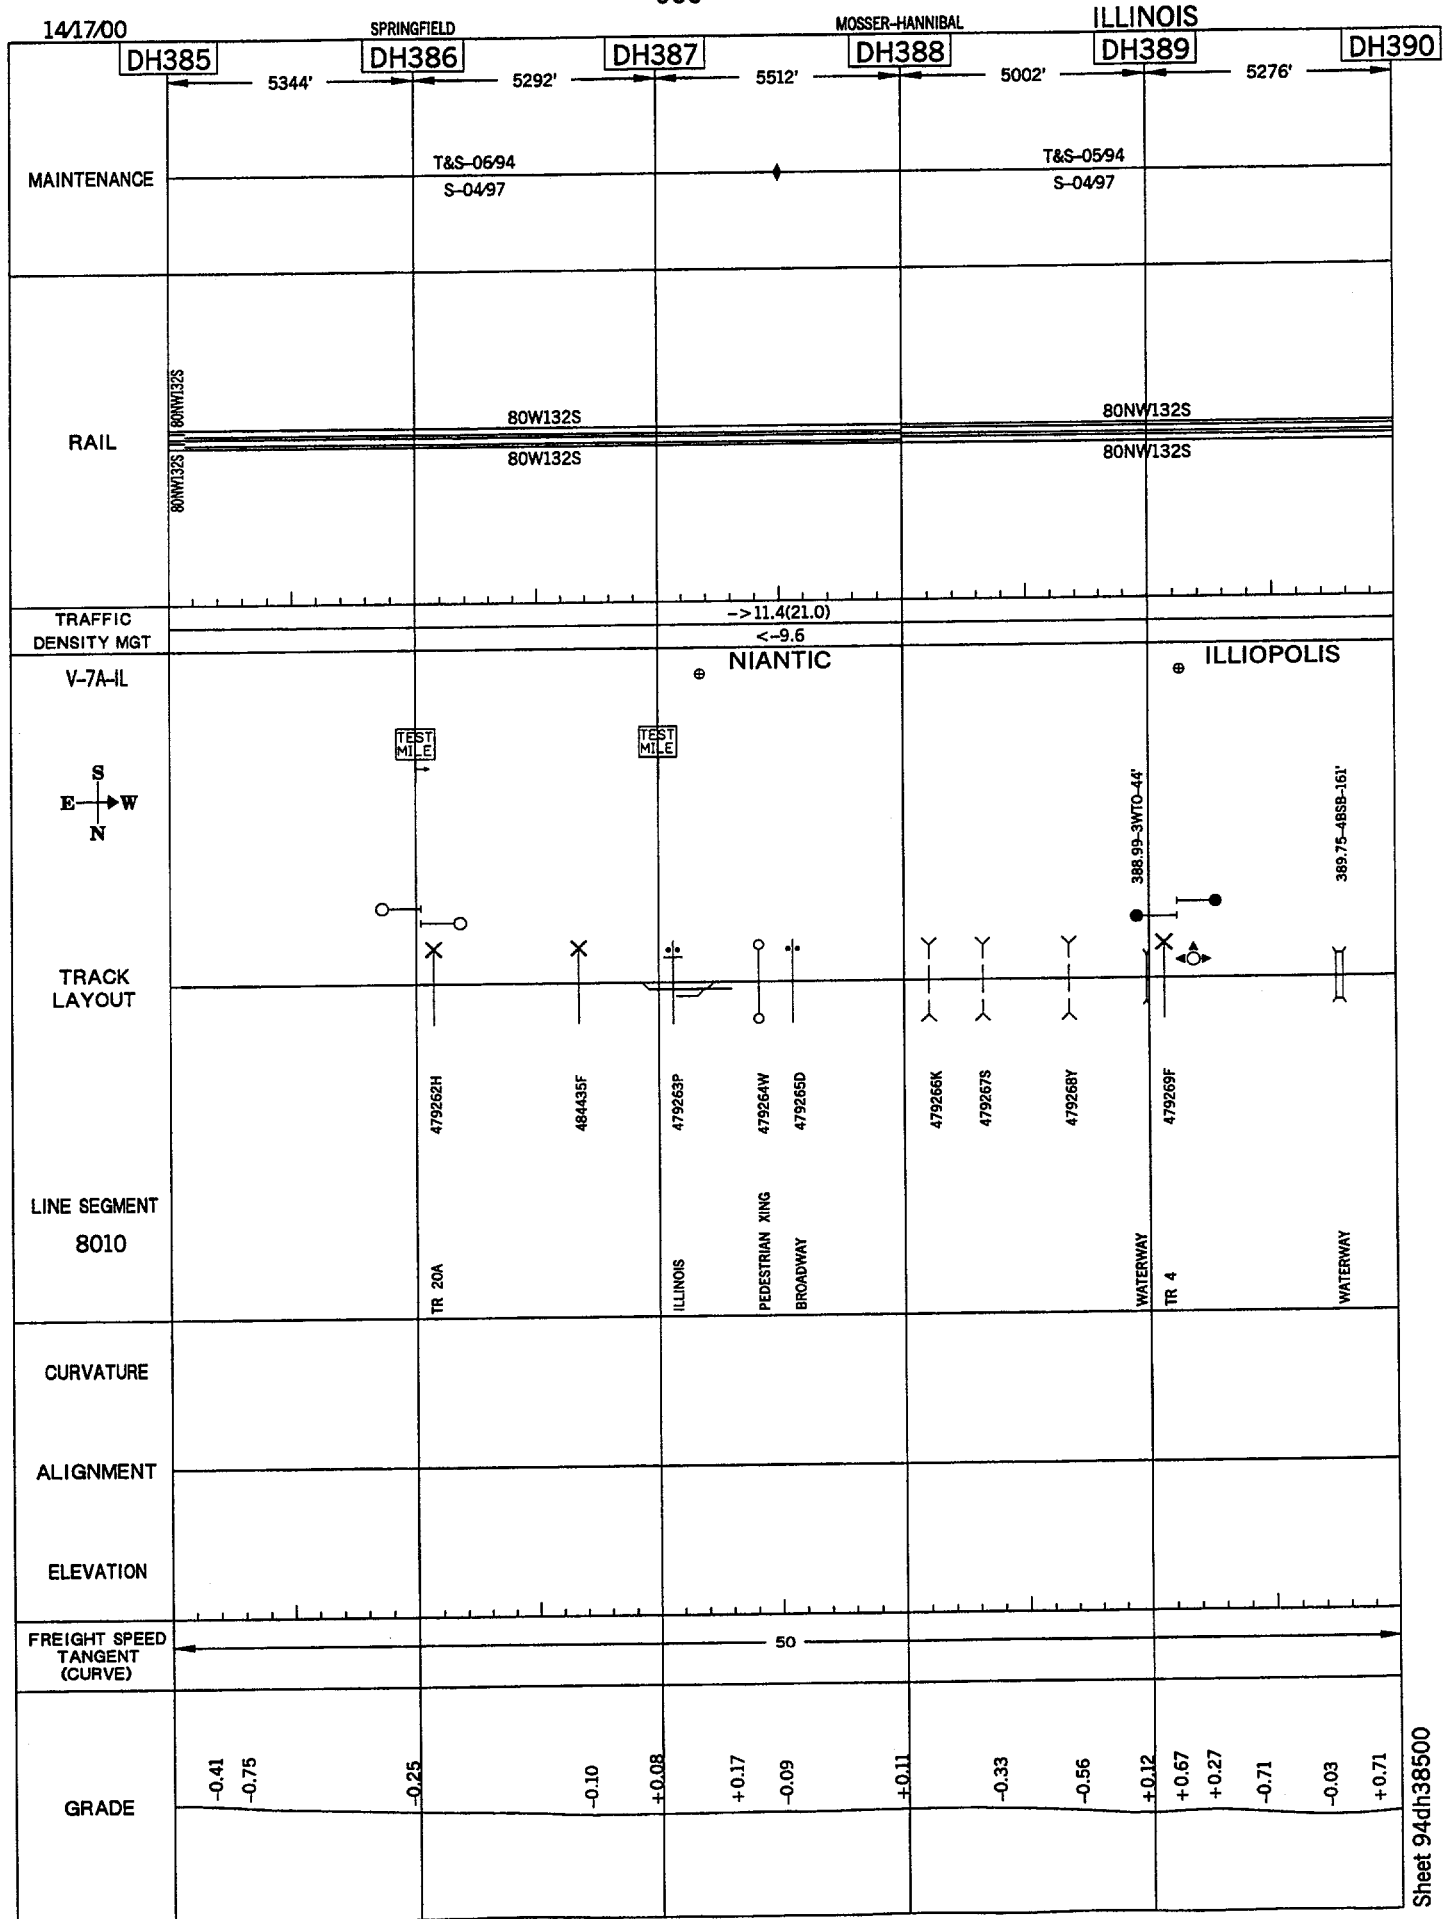 14/17/00
SPRINGFIELD
MOSSER-HANNIBAL
ILLINOIS
DH385
DH386
DH387
DH388
DH389
DH390
5344'
5292'
5512'
5002'
5276'
MAINTENANCE
T&S-06/94
S-04/97
T&S-05/94
S-04/97
RAIL
80NW132S
80NW132S
80W132S
80W132S
80NW132S
80NW132S
TRAFFIC
DENSITY MGT
->11.4(21.0)
<-9.6
V-7A-IL
NIANTIC
ILLIOPOLIS
TEST
MILE
TEST
MILE
S
E W
N
388.99-3WTO-44'
389.75-4BSB-161'
TRACK
LAYOUT
479262H
484435F
479263P
479264W
479265D
479266K
479267S
479268Y
479269F
LINE SEGMENT
8010
TR 20A
ILLINOIS
PEDESTRIAN XING
BROADWAY
WATERWAY
TR 4
WATERWAY
CURVATURE
ALIGNMENT
ELEVATION
FREIGHT SPEED
TANGENT
(CURVE)
50
GRADE
-0.41
-0.75
-0.25
-0.10
+0.08
+0.17
-0.09
+0.11
-0.33
-0.56
+0.12
+0.67
+0.27
-0.71
-0.03
+0.71
Sheet 94dh38500